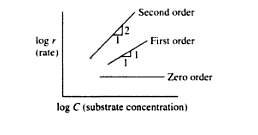 Second order
log r
(rate)
2
1
First order
1
1
Zero order
log C (substrate concentration)